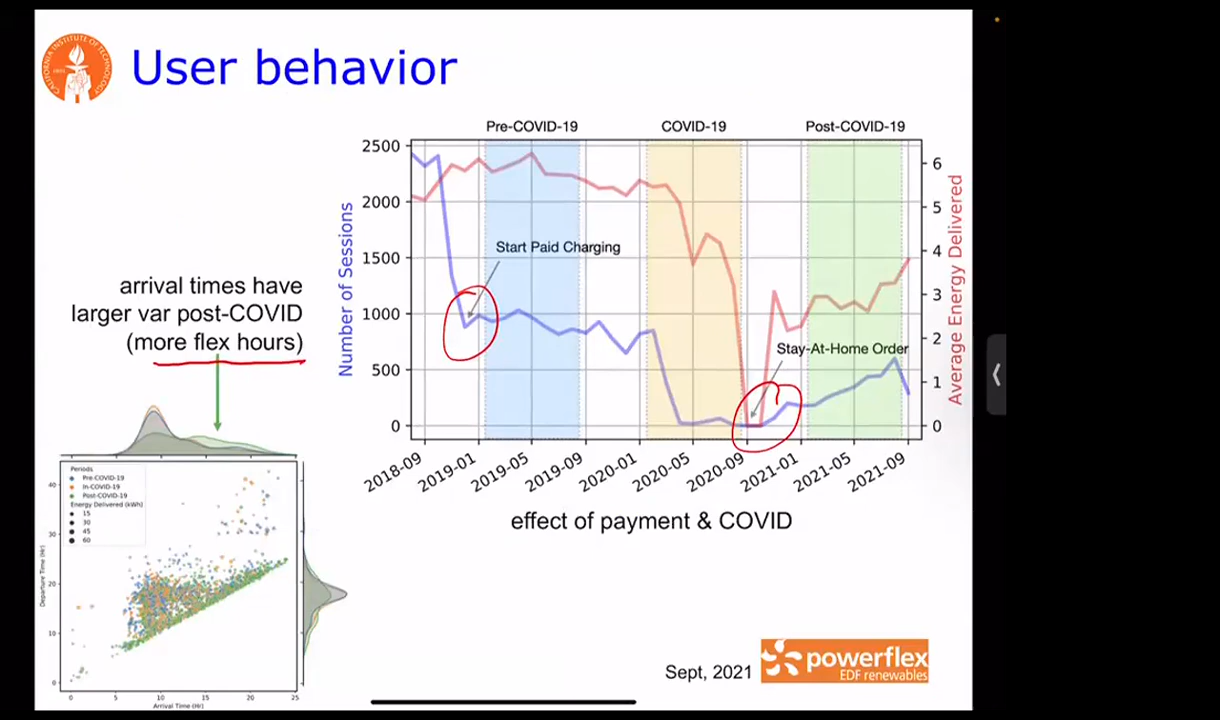 User behavior
Pre-COVID-19
COVID-19
Post-COVID-19
2500
2000
1500
1000
500
0
Number of Sessions
6
5
4
3
2
1
0
Average Energy Delivered
Start Paid Charging
Stay-At-Home Order
2018-09
2019-01
2019-05
2019-09
2020-01
2020-05
2020-09
2021-01
2021-05
2021-09
effect of payment & COVID
arrival times have
larger var post-COVID
(more flex hours)
Periods
Pre-COVID-19
In-COVID-19
Post-COVID-19
Energy Delivered (kWh)
15
30
45
60
40
30
20
10
0
Departure Time (Hr)
0
5
10
15
20
25
Arrival Time (Hr)
Sept, 2021
powerflex
EDF renewables